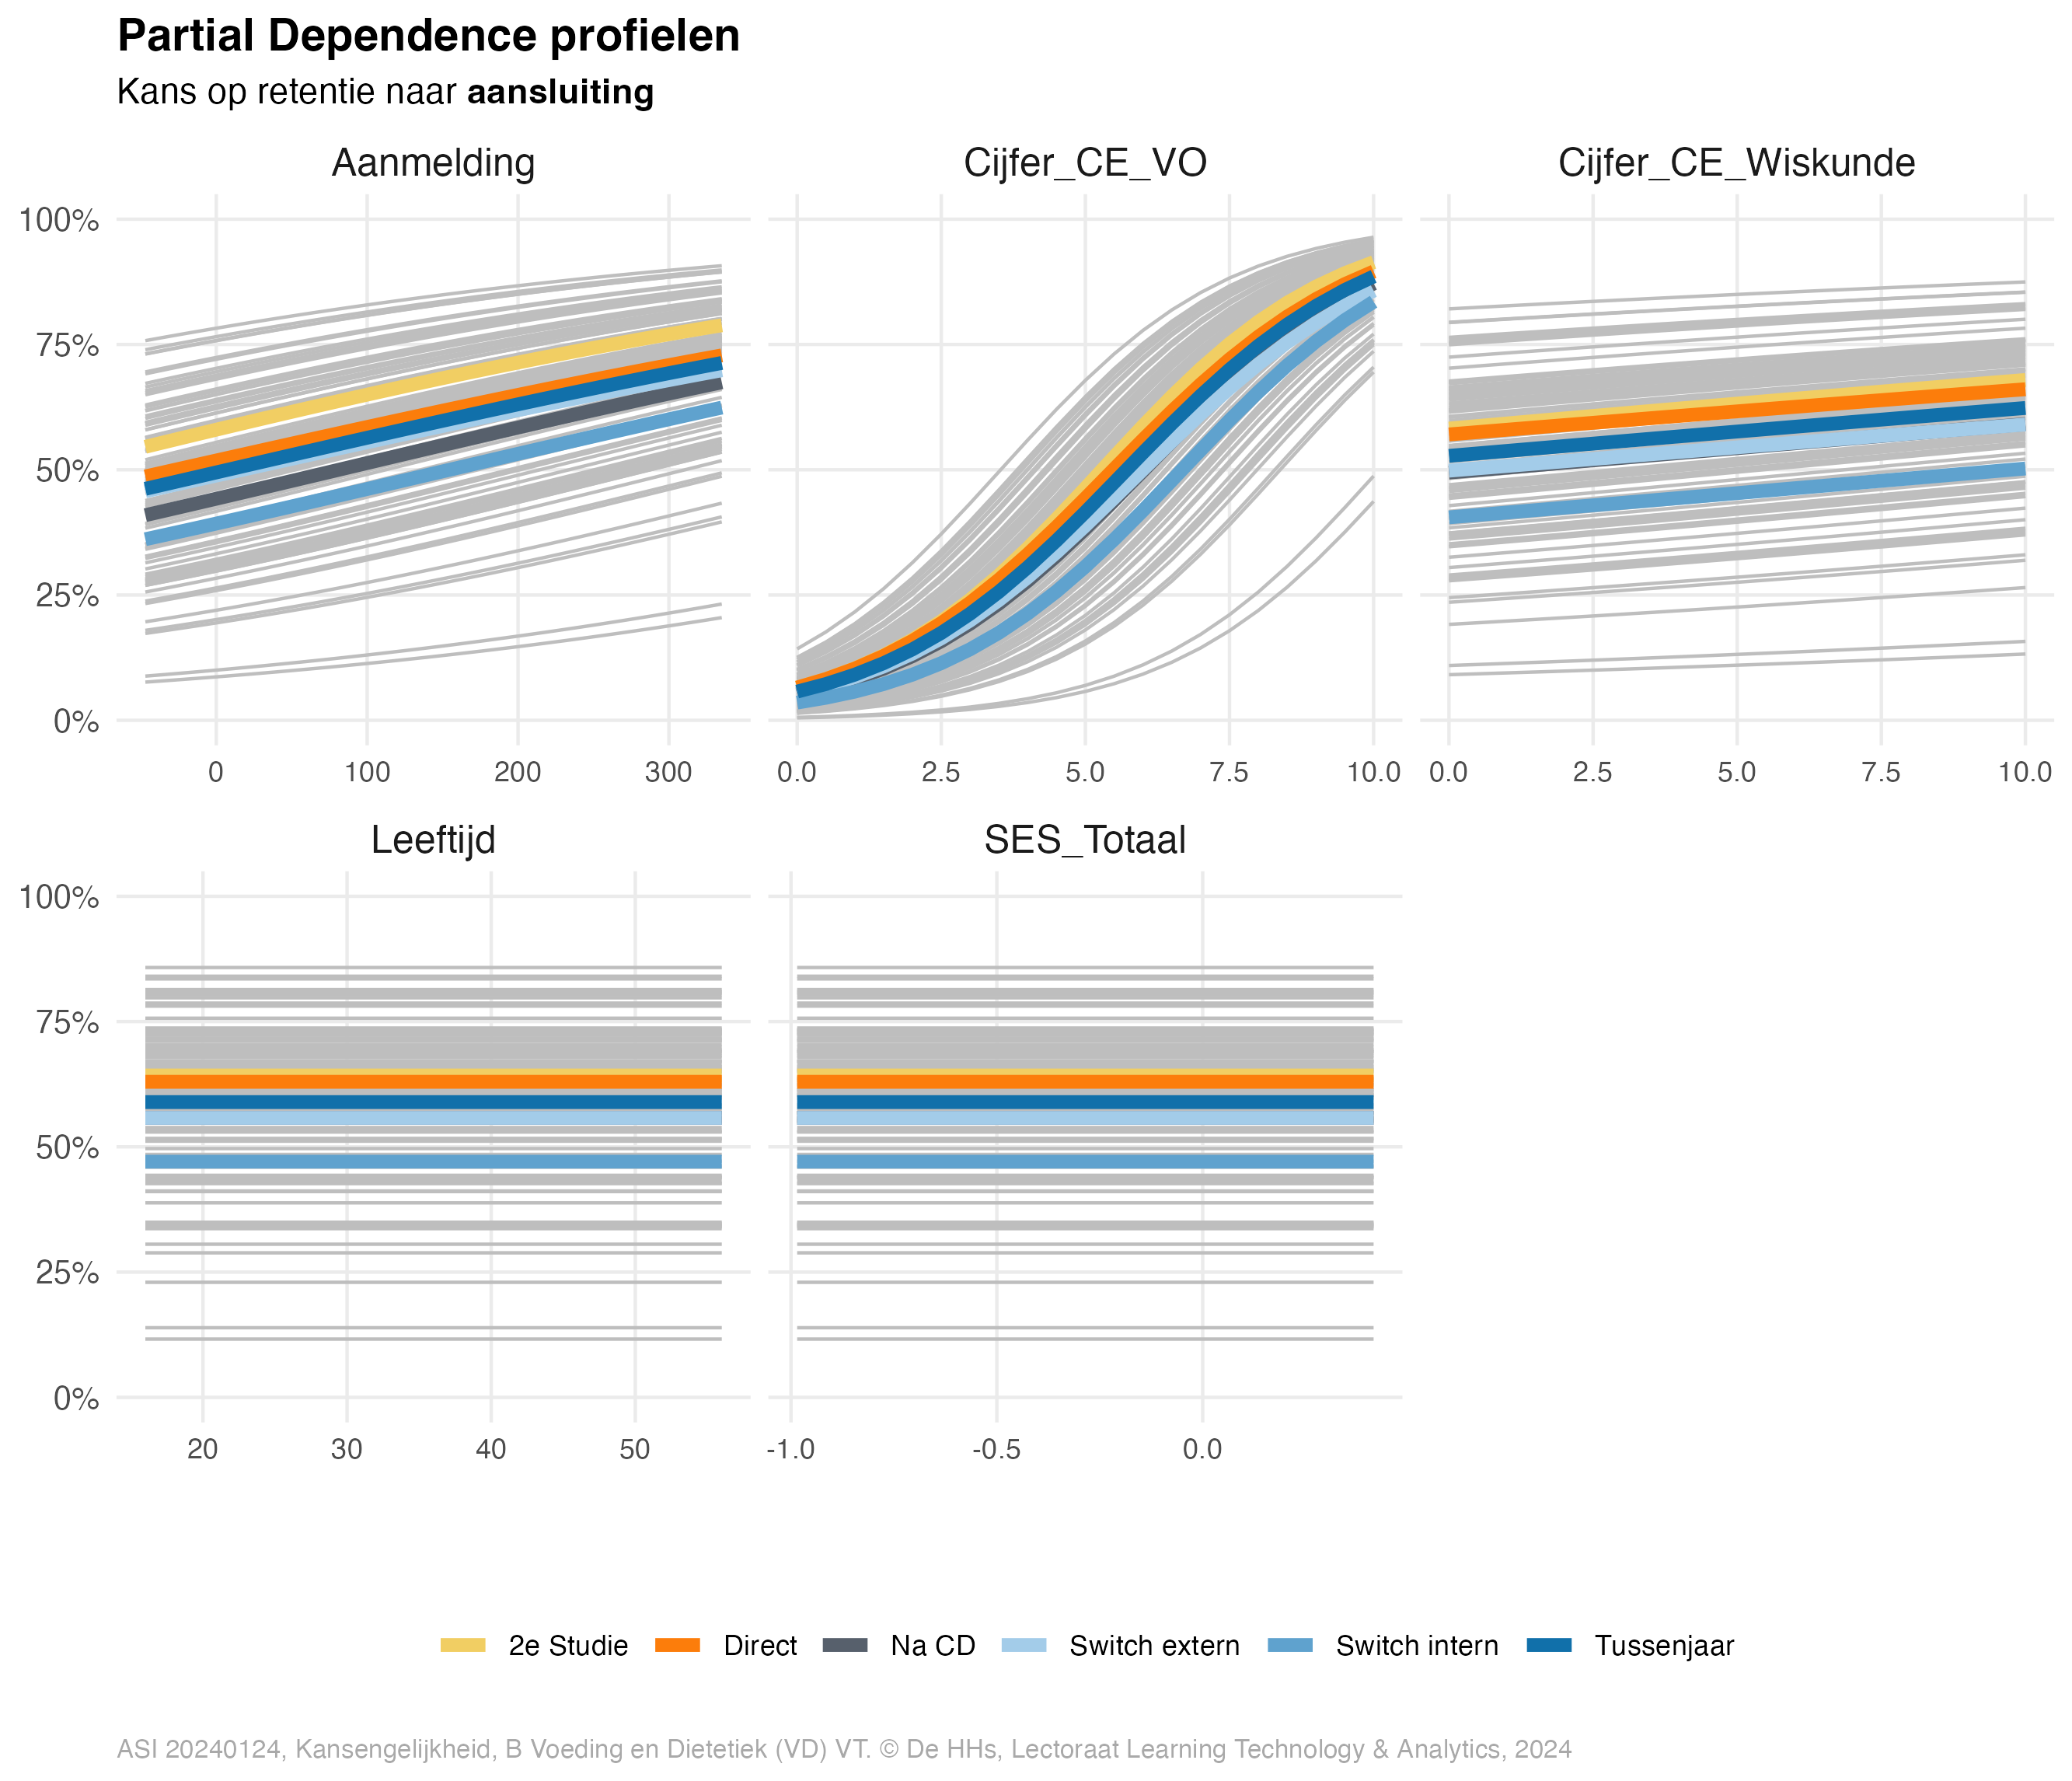 Partial Dependence profielen
Kans op retentie naar aansluiting
Aanmelding
Cijfer_CE_VO
Cijfer_CE_Wiskunde
100%
75%
50%
25%
0%
0 100 200 300
0.0 2.5 5.0 7.5 10.0
0.0 2.5 5.0 7.5 10.0
Leeftijd
SES_Totaal
100%
75%
50%
25%
0%
20 30 40 50
-1.0 -0.5 0.0
2e Studie Direct Na CD Switch extern Switch intern Tussenjaar
ASI 20240124, Kansengelijkheid, B Voeding en Dietetiek (VD) VT. © De HHs, Lectoraat Learning Technology & Analytics, 2024